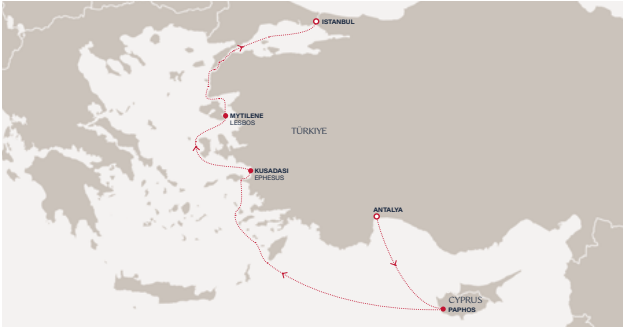 ISTANBUL
MYTILENE
LESBOS
TÜRKIYE
KUSADASI
EPHESUS
ANTALYA
CYPRUS
PAPHOS